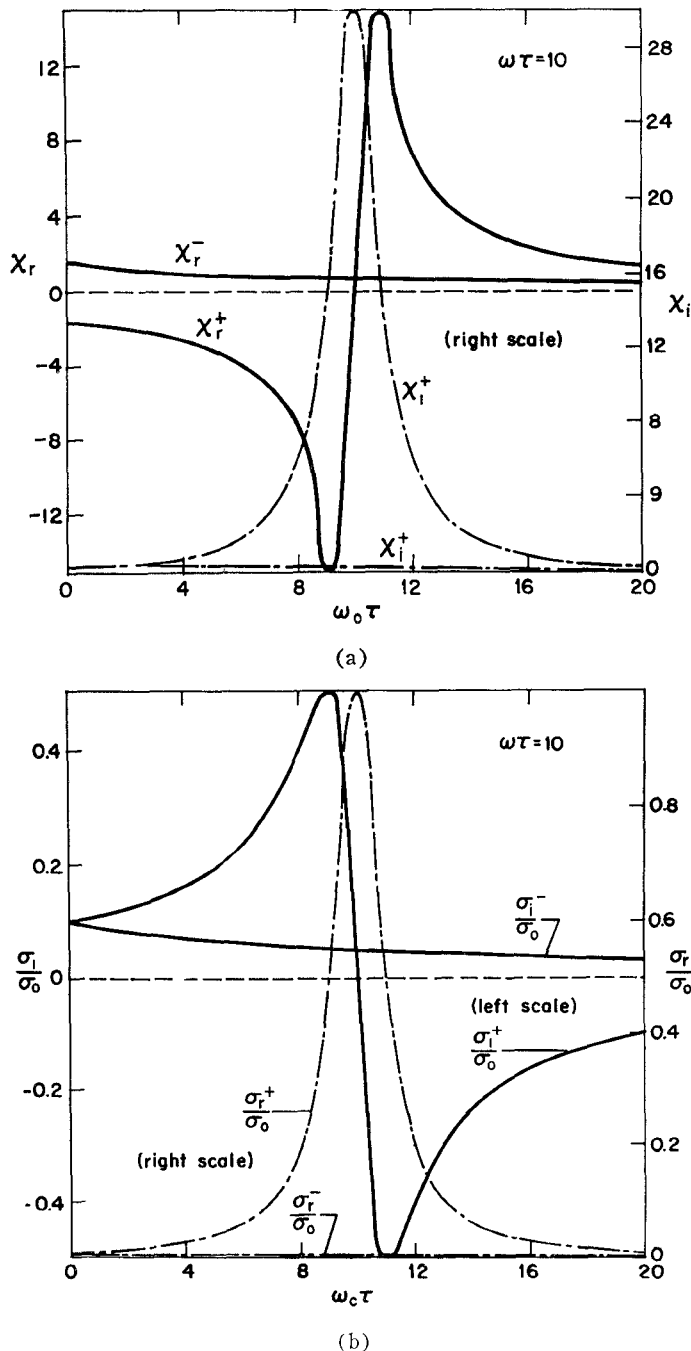 ωτ=10
12
8
4
0
-4
-8
-12
χr
χr⁻
χr⁺
(right scale)
χi⁺
χi⁺
28
24
30
16
12
8
9
0
χi
0
4
8
12
16
20
ω₀τ
(a)
ωτ=10
0.4
0.2
0
-0.2
-0.4
σi/σ₀
σi⁻/σ₀
(left scale)
σi⁺/σ₀
σr⁺/σ₀
(right scale)
σr⁻/σ₀
0.8
0.6
0.4
0.2
0
σr/σ₀
0
4
8
12
16
20
ωcτ
(b)